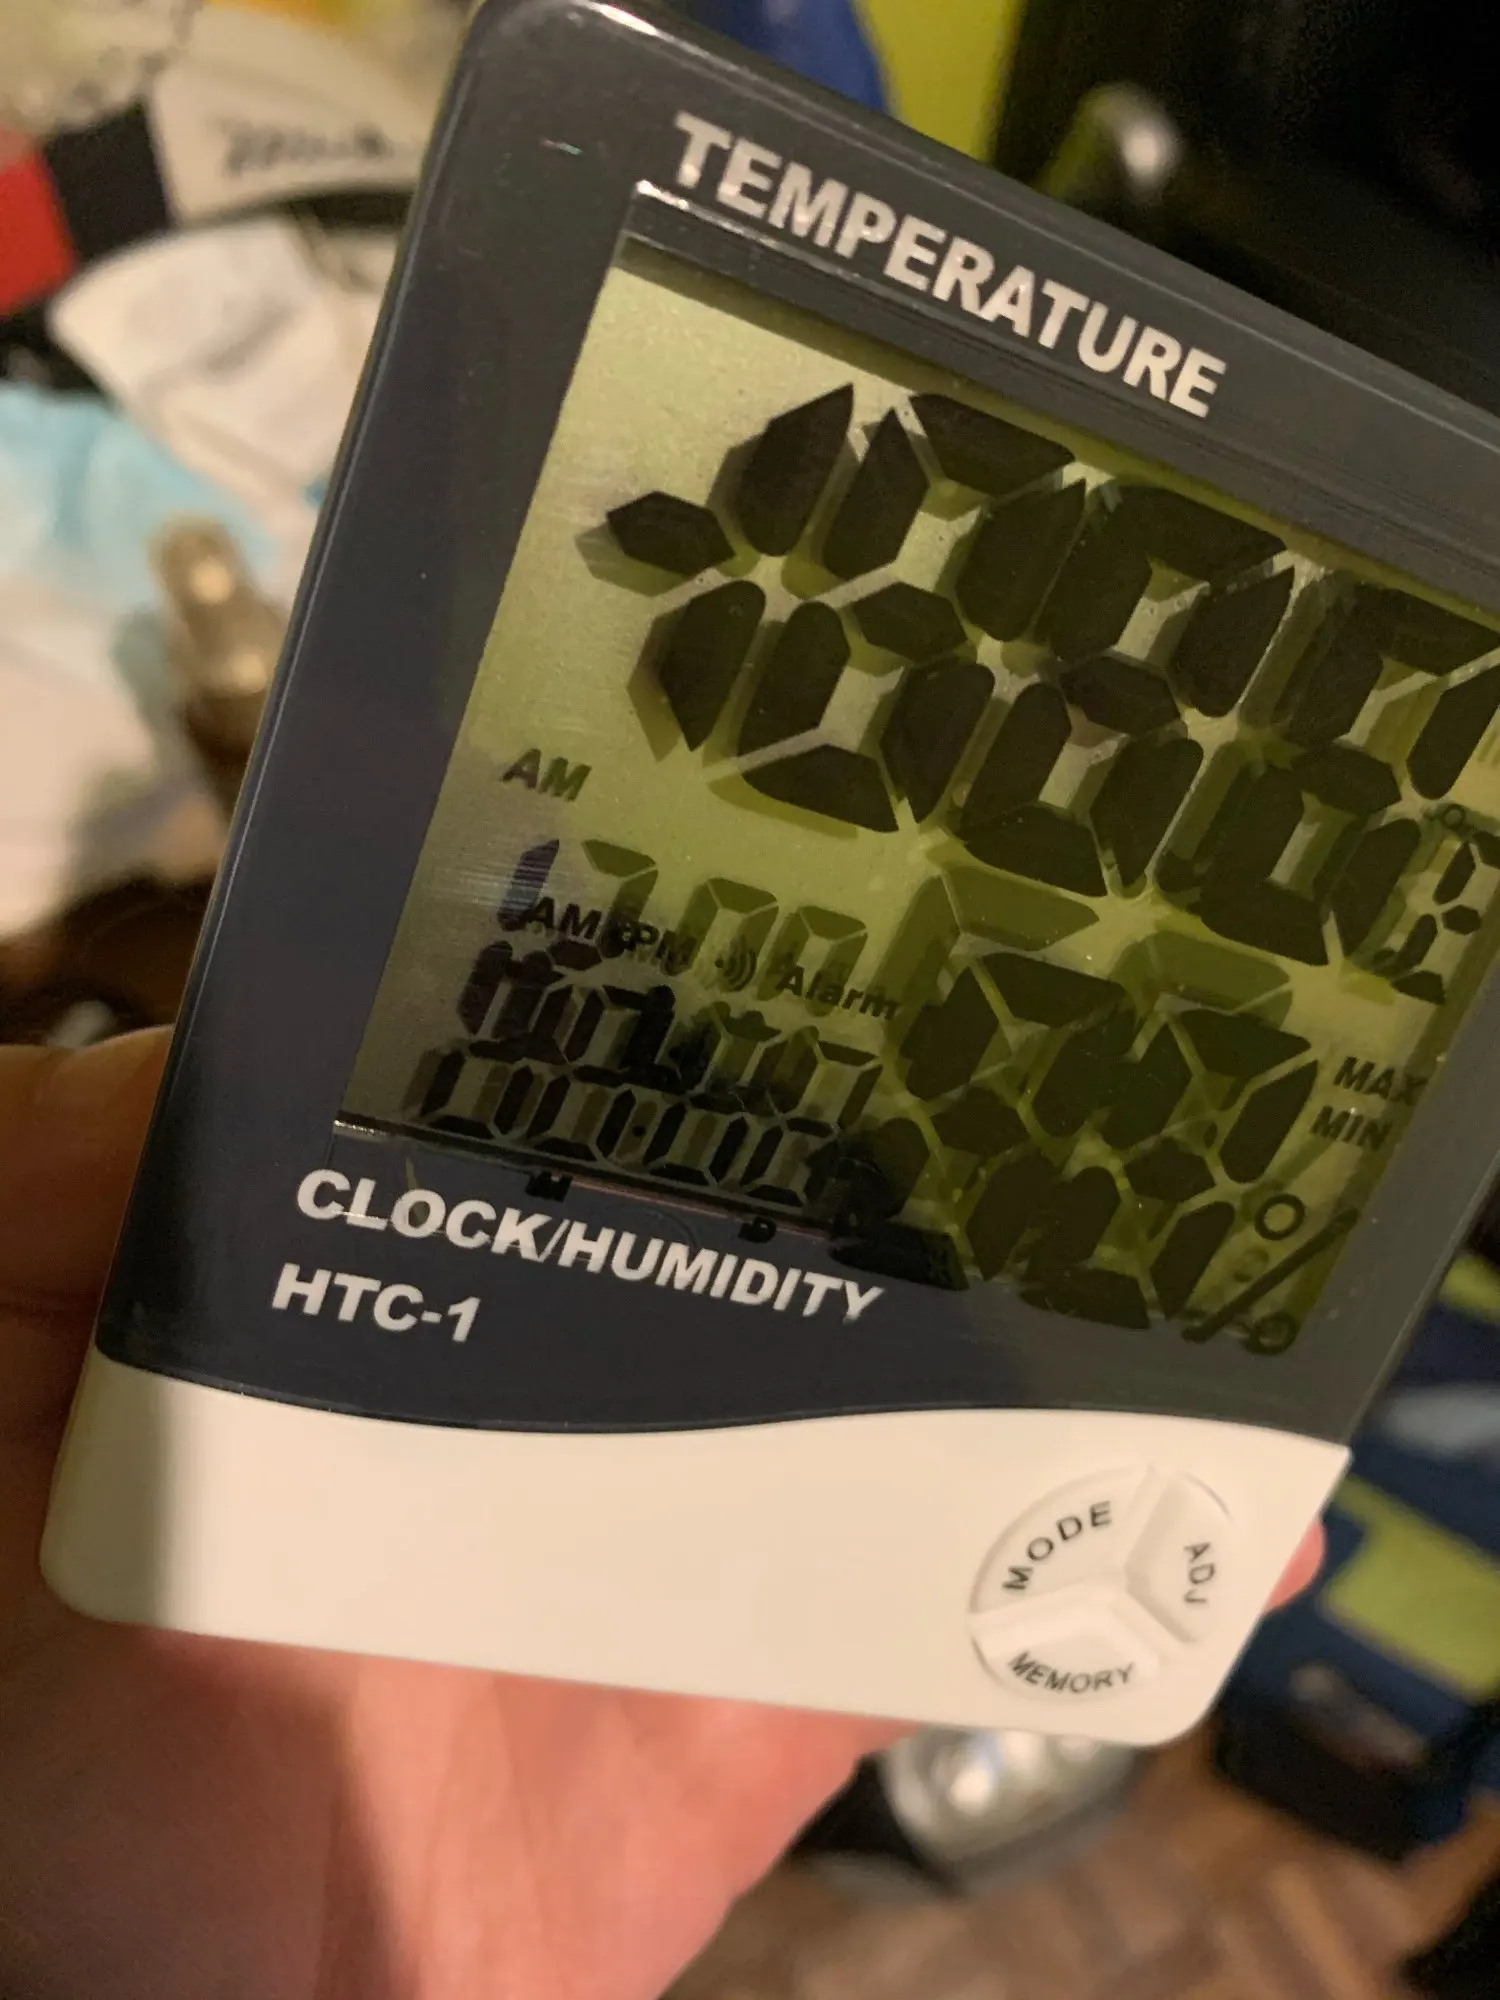 TEMPERATURE
AM
AM PM Alarm
MAX
MIN
%
M
D
CLOCK/HUMIDITY
HTC-1
MODE
ADJ
MEMORY